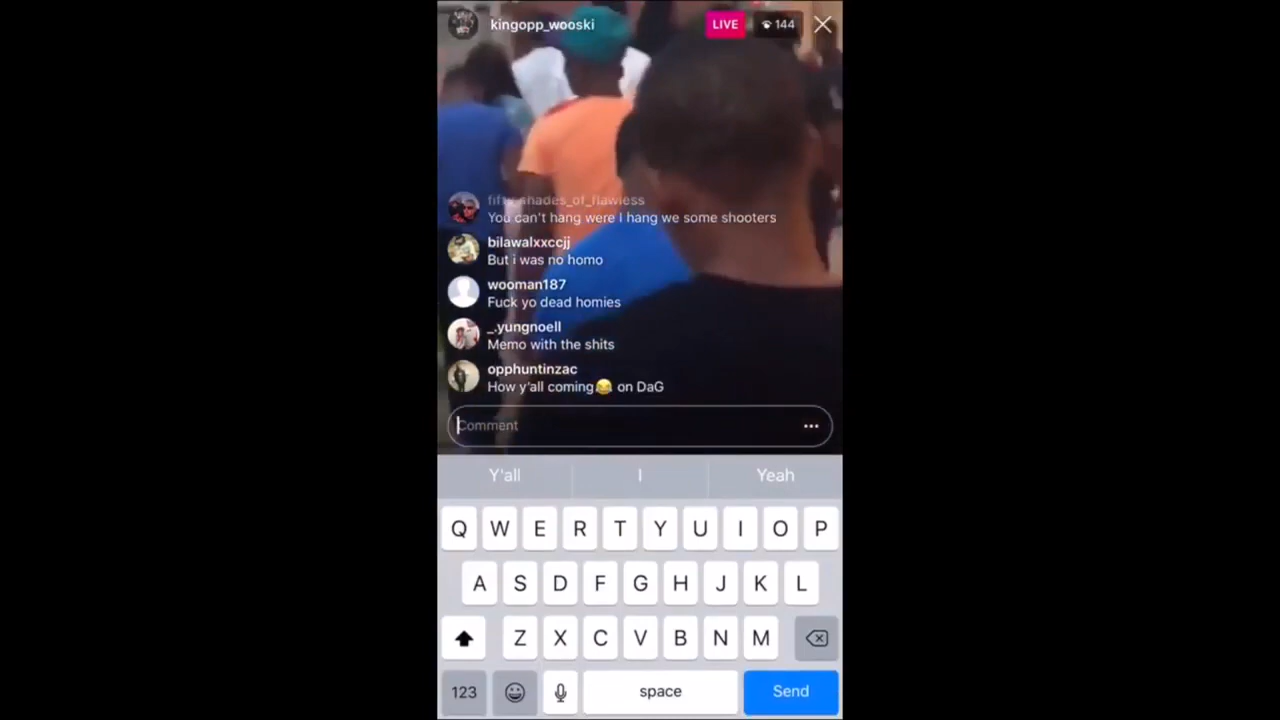 kingopp_wooski
LIVE 144
fifty_shades_of_flawless
You can't hang were I hang we some shooters
bilawalxxccjj
But i was no homo
wooman187
Fuck yo dead homies
_.yungnoell
Memo with the shits
opphuntinzac
How y'all coming😂 on DaG
Comment
Y'all I Yeah
Q W E R T Y U I O P
A S D F G H J K L
Z X C V B N M
123 space Send